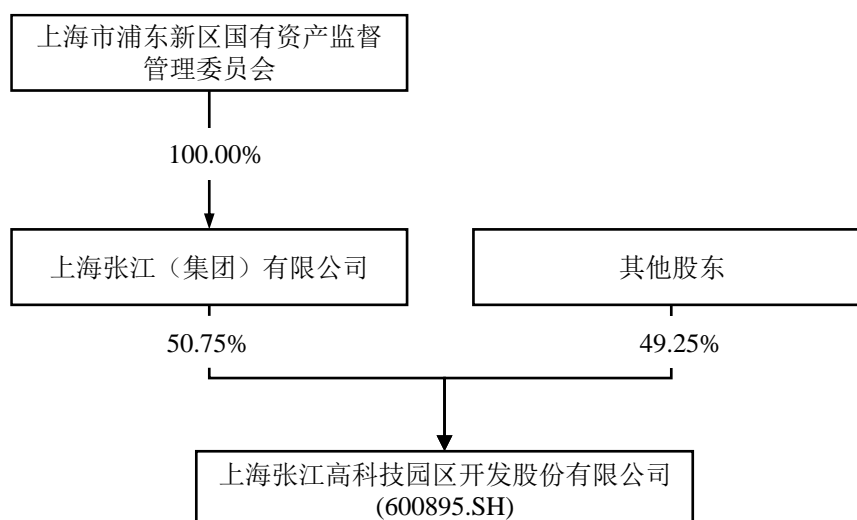 上海市浦东新区国有资产监督
管理委员会
100.00%
上海张江（集团）有限公司
其他股东
50.75%
49.25%
上海张江高科技园区开发股份有限公司
(600895.SH)